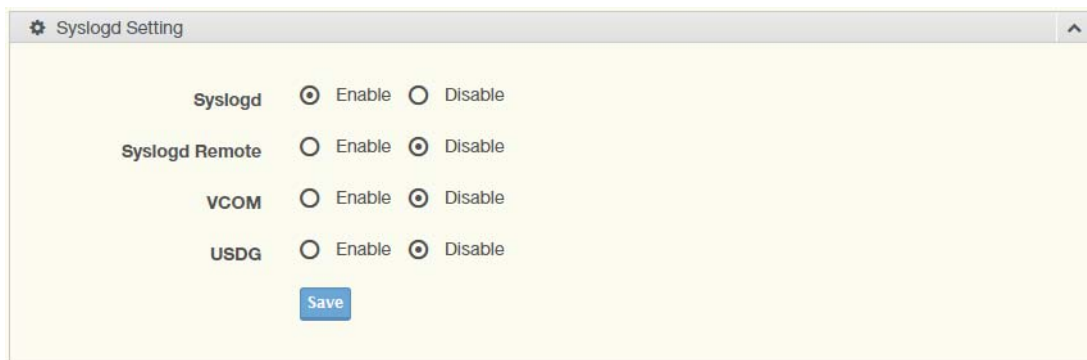 Syslogd Setting
Syslogd Enable Disable
Syslogd Remote Enable Disable
VCOM Enable Disable
USDG Enable Disable
Save